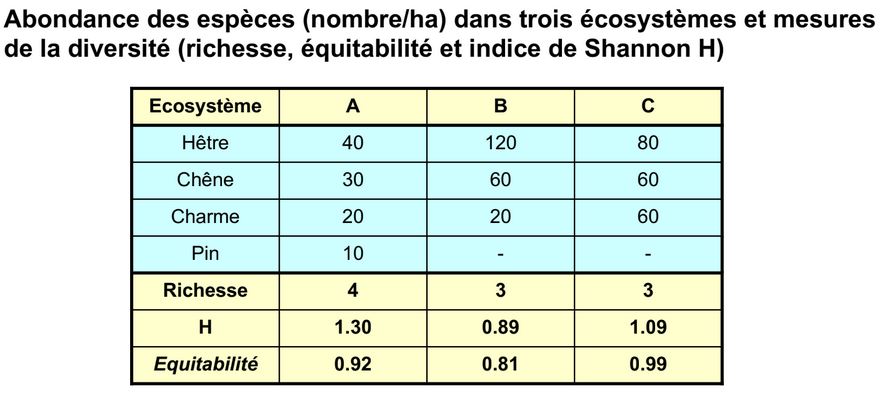 Abondance des espèces (nombre/ha) dans trois écosystèmes et mesures
de la diversité (richesse, équitabilité et indice de Shannon H)
Ecosystème A B C
Hêtre 40 120 80
Chêne 30 60 60
Charme 20 20 60
Pin 10 - -
Richesse 4 3 3
H 1.30 0.89 1.09
Equitabilité 0.92 0.81 0.99